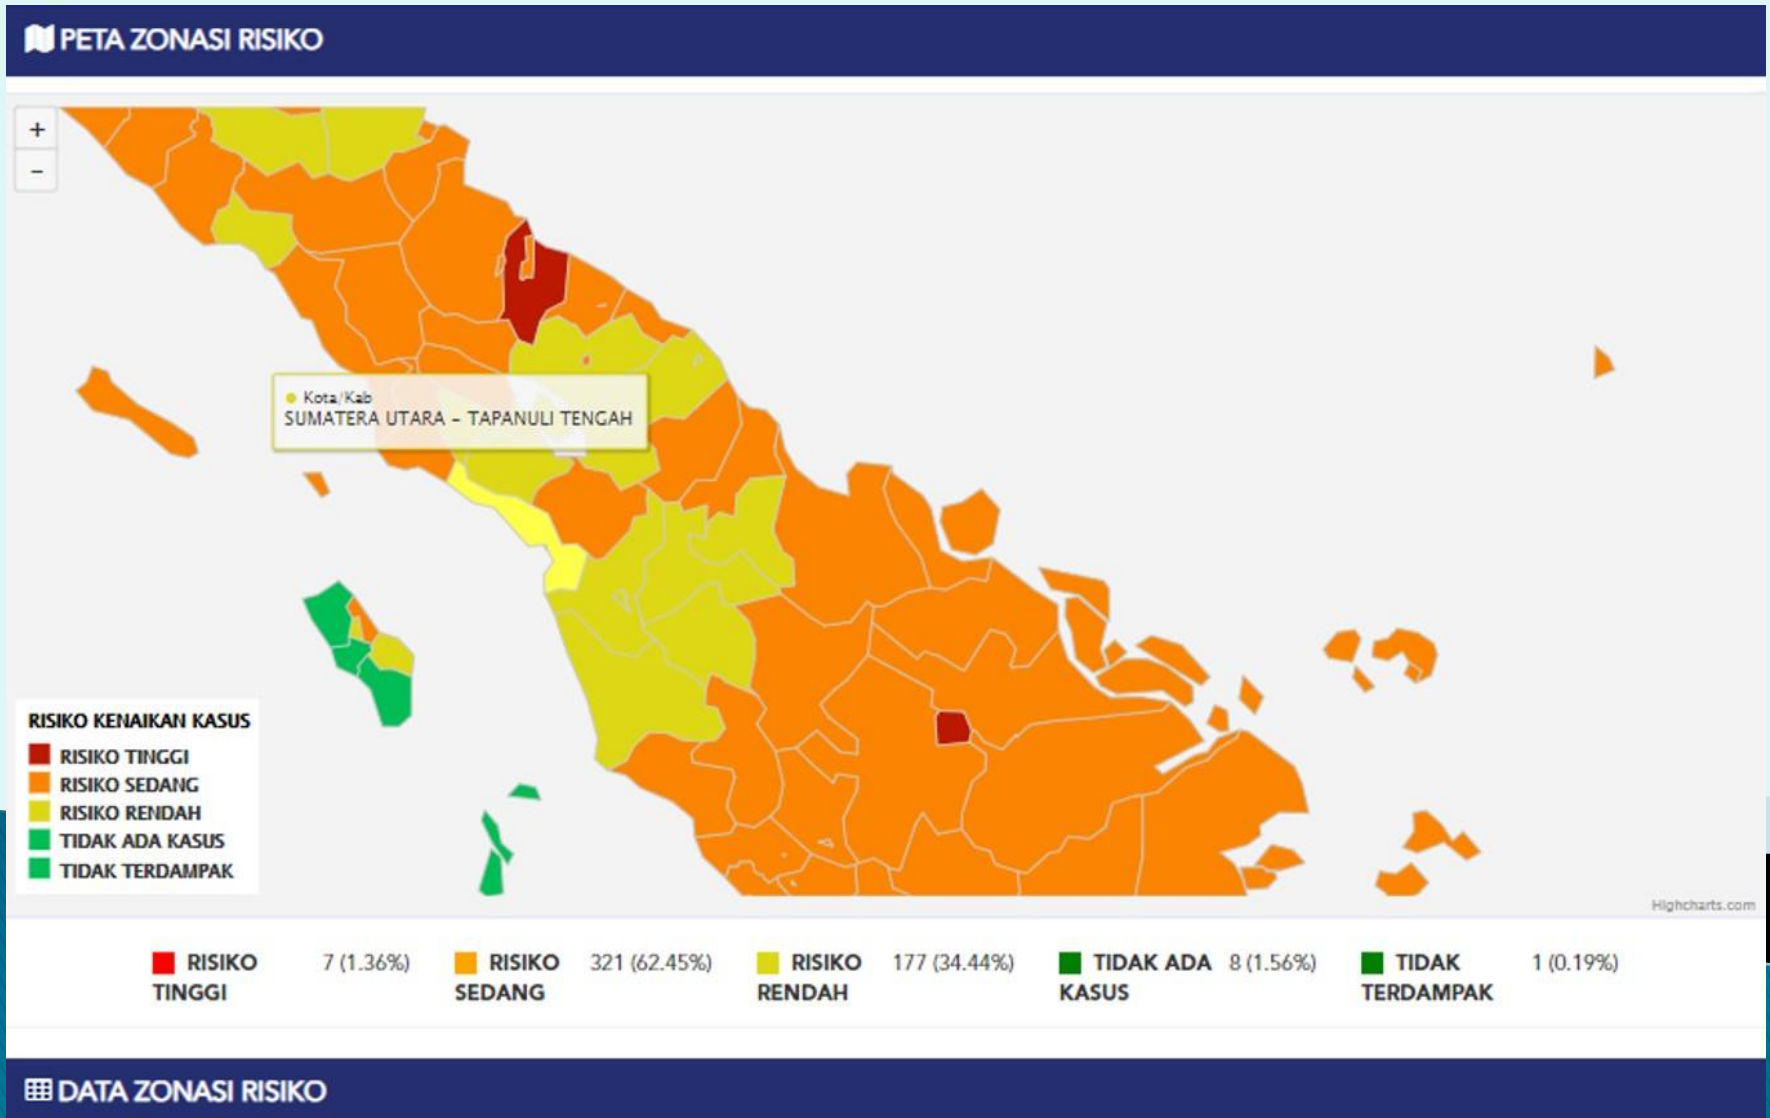 PETA ZONASI RISIKO
+
−
Kota/Kab
SUMATERA UTARA - TAPANULI TENGAH
RISIKO KENAIKAN KASUS
RISIKO TINGGI
RISIKO SEDANG
RISIKO RENDAH
TIDAK ADA KASUS
TIDAK TERDAMPAK
Highcharts.com
RISIKO TINGGI 7 (1.36%)
RISIKO SEDANG 321 (62.45%)
RISIKO RENDAH 177 (34.44%)
TIDAK ADA KASUS 8 (1.56%)
TIDAK TERDAMPAK 1 (0.19%)
DATA ZONASI RISIKO